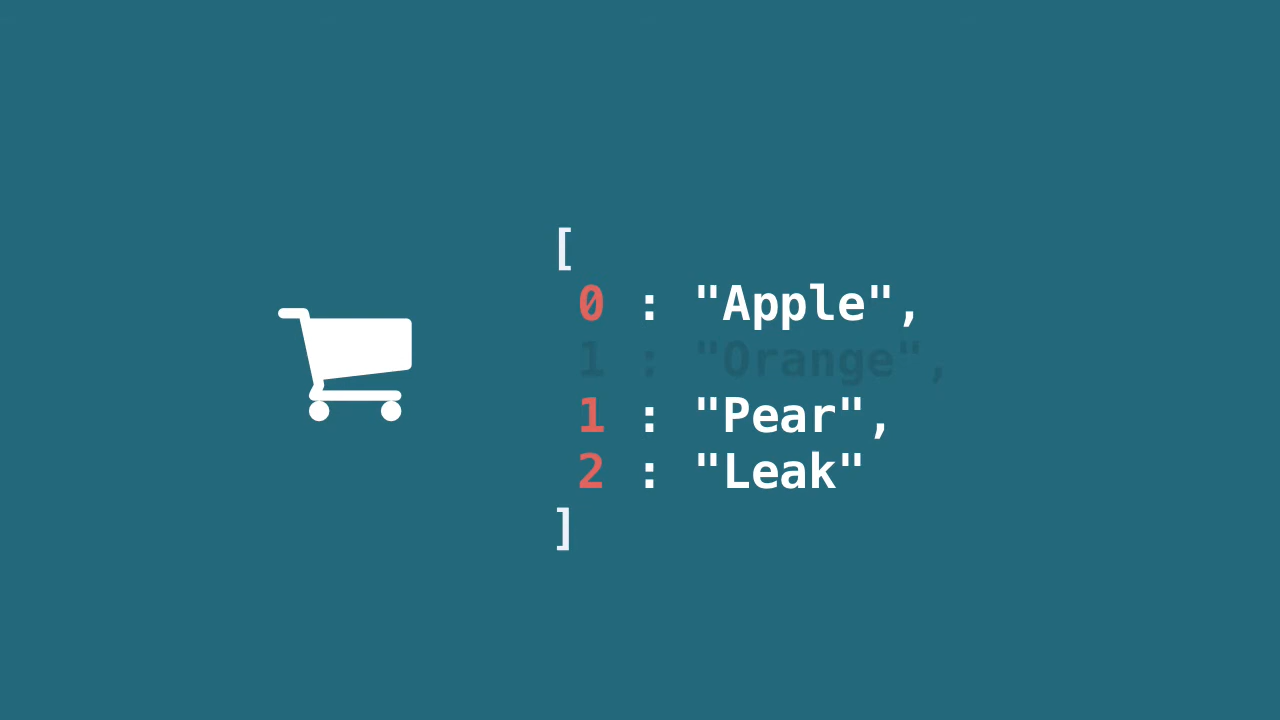 [
0 : "Apple",
1 : "Orange",
1 : "Pear",
2 : "Leak"
]